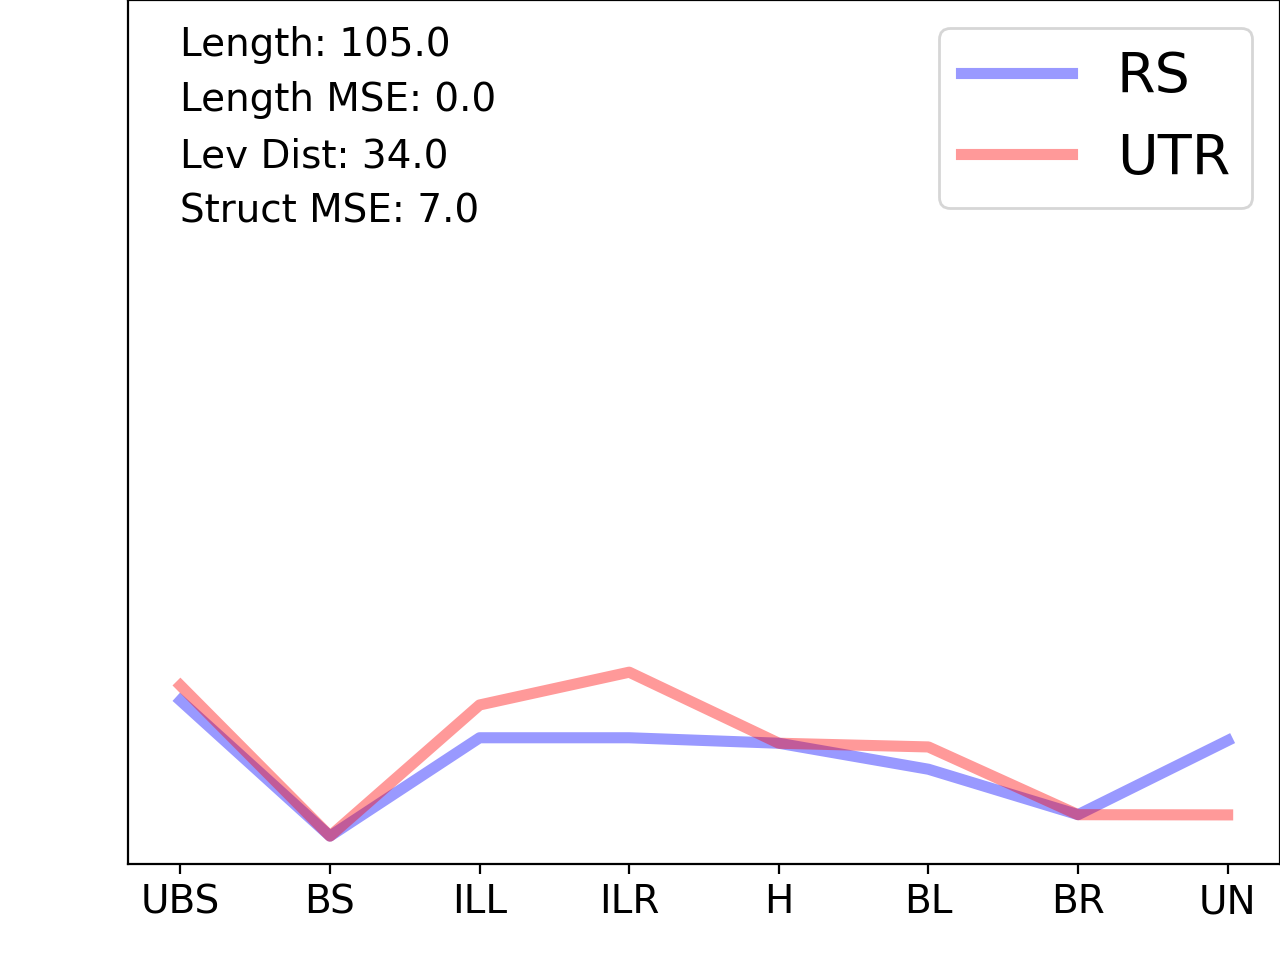 Length: 105.0
Length MSE: 0.0
Lev Dist: 34.0
Struct MSE: 7.0
RS
UTR
UBS BS ILL ILR H BL BR UN